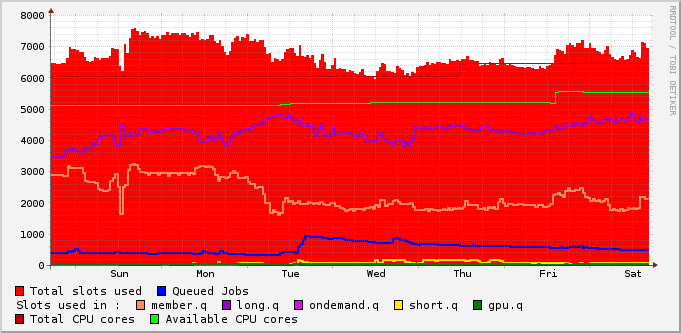 RRDTOOL / TOBI OETIKER
8000
7000
6000
5000
4000
3000
2000
1000
0
Sun Mon Tue Wed Thu Fri Sat
Total slots used Queued Jobs
Slots used in : member.q long.q ondemand.q short.q gpu.q
Total CPU cores Available CPU cores